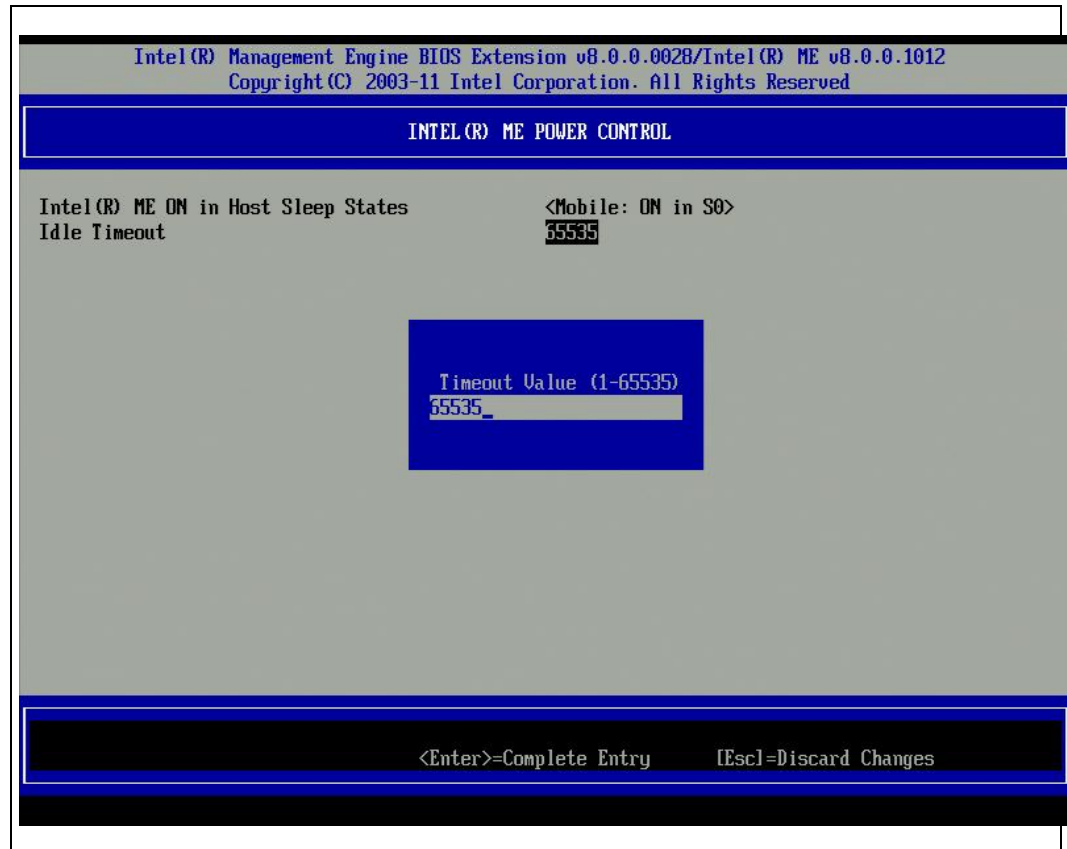 Intel(R) Management Engine BIOS Extension v8.0.0.0028/Intel(R) ME v8.0.0.1012
Copyright(C) 2003-11 Intel Corporation. All Rights Reserved
INTEL(R) ME POWER CONTROL
Intel(R) ME ON in Host Sleep States <Mobile: ON in S0>
Idle Timeout 65535
Timeout Value (1-65535)
65535_
<Enter>=Complete Entry [Esc]=Discard Changes